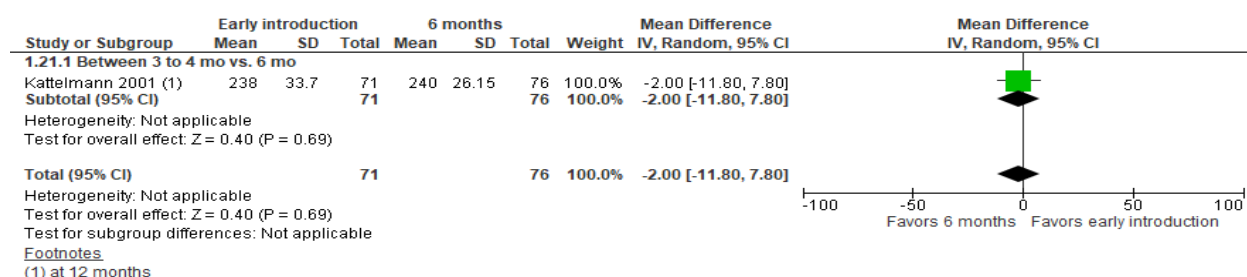 Early introduction 6 months Mean Difference Mean Difference
Study or Subgroup Mean SD Total Mean SD Total Weight IV, Random, 95% CI IV, Random, 95% CI
1.21.1 Between 3 to 4 mo vs. 6 mo
Kattelmann 2001 (1) 238 33.7 71 240 26.15 76 100.0% -2.00 [-11.80, 7.80]
Subtotal (95% CI) 71 76 100.0% -2.00 [-11.80, 7.80]
Heterogeneity: Not applicable
Test for overall effect: Z = 0.40 (P = 0.69)
Total (95% CI) 71 76 100.0% -2.00 [-11.80, 7.80]
Heterogeneity: Not applicable
Test for overall effect: Z = 0.40 (P = 0.69)
Test for subgroup differences: Not applicable
-100 -50 0 50 100
Favors 6 months Favors early introduction
Footnotes
(1) at 12 months